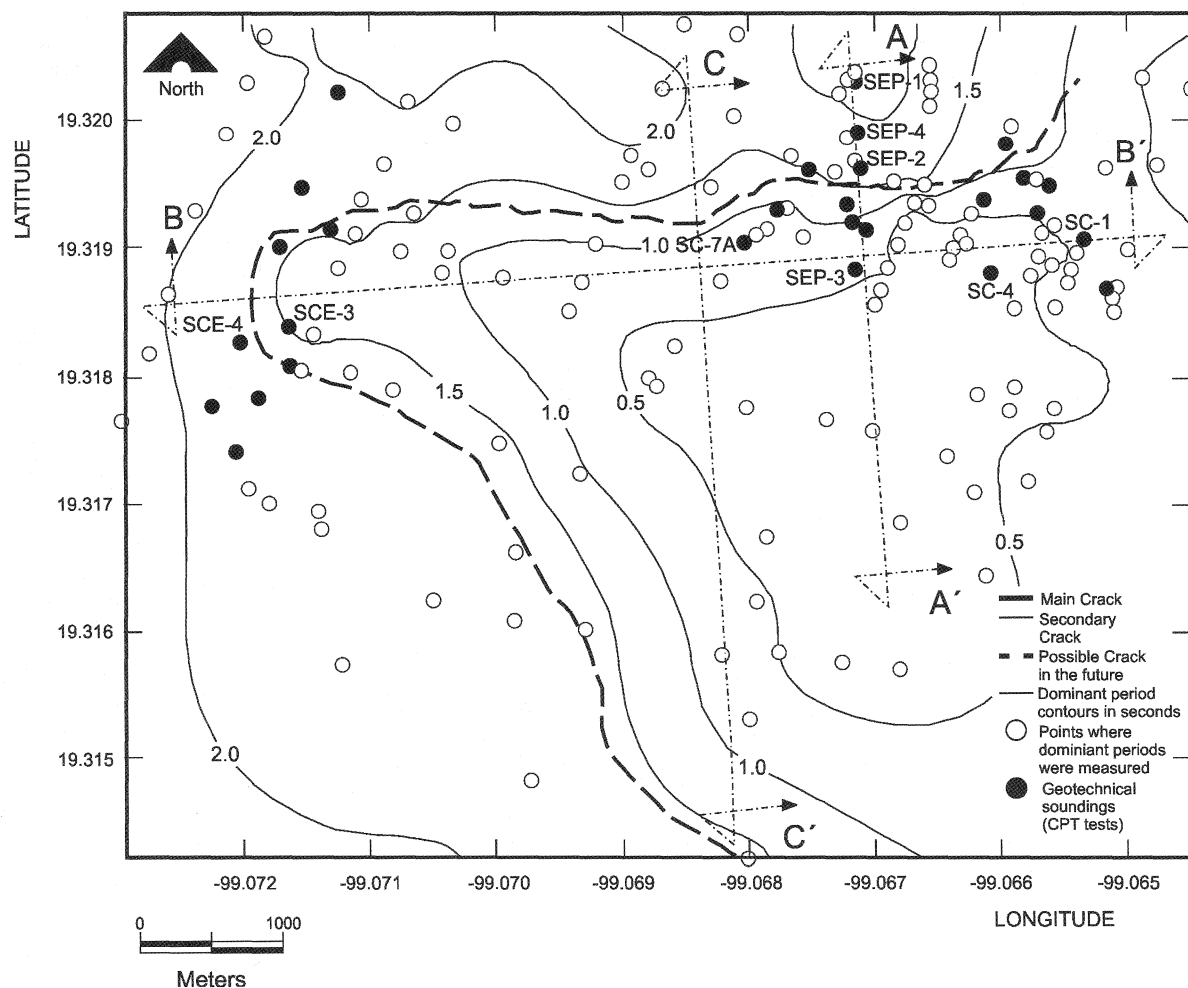 North
A
C
SEP-1
1.5
2.0
2.0
SEP-4
SEP-2
B´
B
SC-1
1.0 SC-7A
SEP-3
SC-4
SCE-3
SCE-4
1.5
1.0
0.5
0.5
A´
2.0
1.0
C´
LATITUDE
19.320
19.319
19.318
19.317
19.316
19.315
Main Crack
Secondary
Crack
Possible Crack
in the future
Dominant period
contours in seconds
Points where
dominiant periods
were measured
Geotechnical
soundings
(CPT tests)
-99.072
-99.071
-99.070
-99.069
-99.068
-99.067
-99.066
-99.065
LONGITUDE
0
1000
Meters